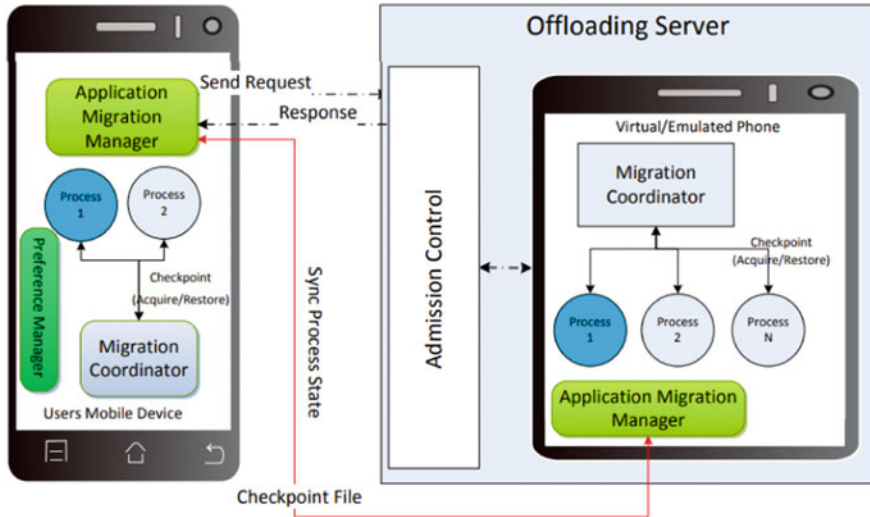 Offloading Server
Send Request
Response
Application
Migration
Manager
Process
1
Process
2
Preference Manager
Checkpoint
(Acquire/Restore)
Migration
Coordinator
Users Mobile Device
Sync Process State
Checkpoint File
Admission Control
Virtual/Emulated Phone
Migration
Coordinator
Checkpoint
(Acquire/Restore)
Process
1
Process
2
Process
N
Application Migration
Manager